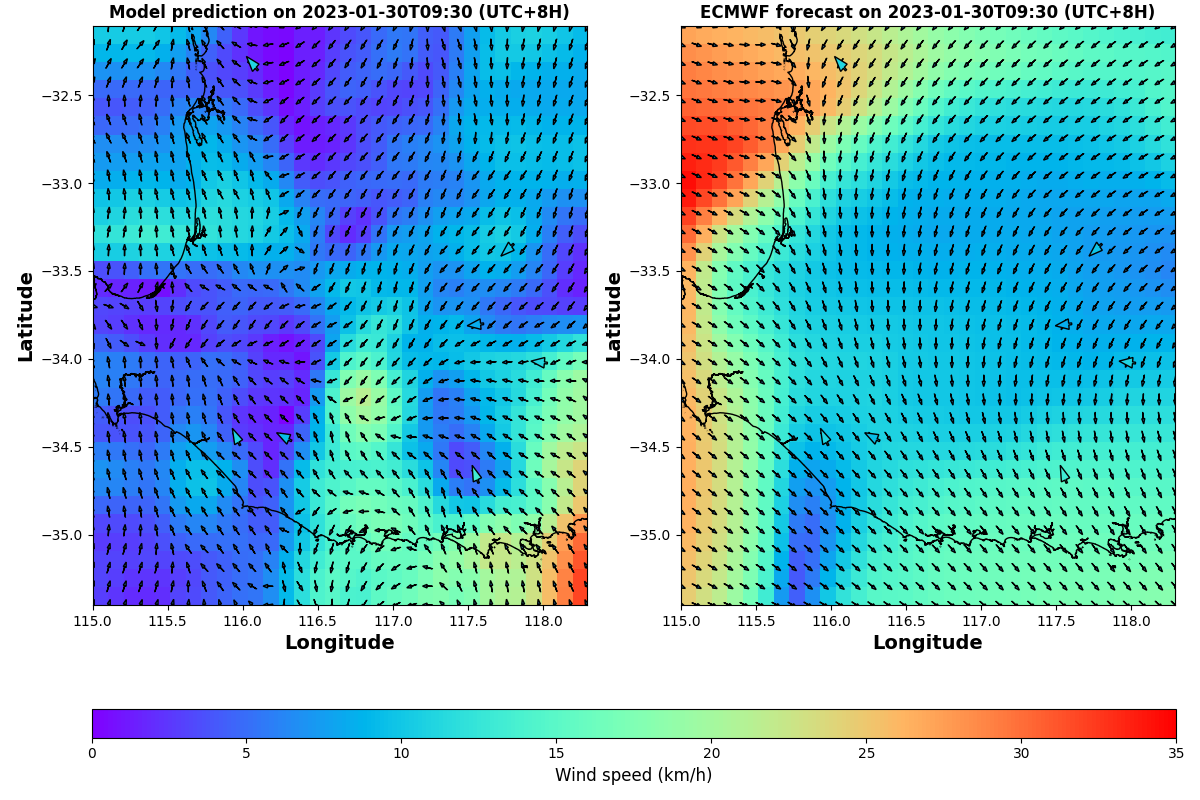 Model prediction on 2023-01-30T09:30 (UTC+8H)
ECMWF forecast on 2023-01-30T09:30 (UTC+8H)
Latitude
−32.5
−33.0
−33.5
−34.0
−34.5
−35.0
115.0 115.5 116.0 116.5 117.0 117.5 118.0
Longitude
Latitude
−32.5
−33.0
−33.5
−34.0
−34.5
−35.0
115.0 115.5 116.0 116.5 117.0 117.5 118.0
Longitude
0 5 10 15 20 25 30 35
Wind speed (km/h)